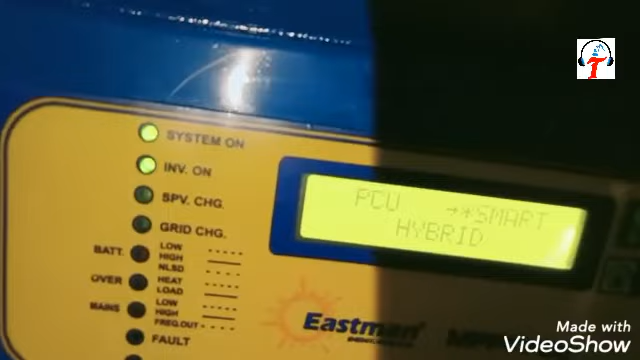 SYSTEM ON
INV. ON
SPV. CHG.
GRID CHG.
BATT.
LOW
HIGH
NLSD
OVER
HEAT
LOAD
MAINS
LOW
HIGH
FREQ.OUT
FAULT
PCU →*SMART
HYBRID
Eastman
T
Made with
VideoShow